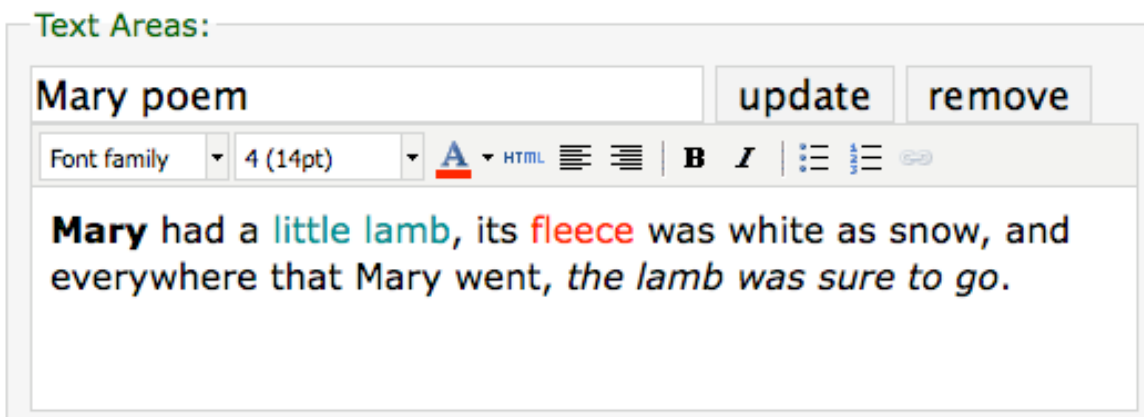 Text Areas:
Mary poem update remove
Font family 4 (14pt) A HTML B I
Mary had a little lamb, its fleece was white as snow, and
everywhere that Mary went, the lamb was sure to go.